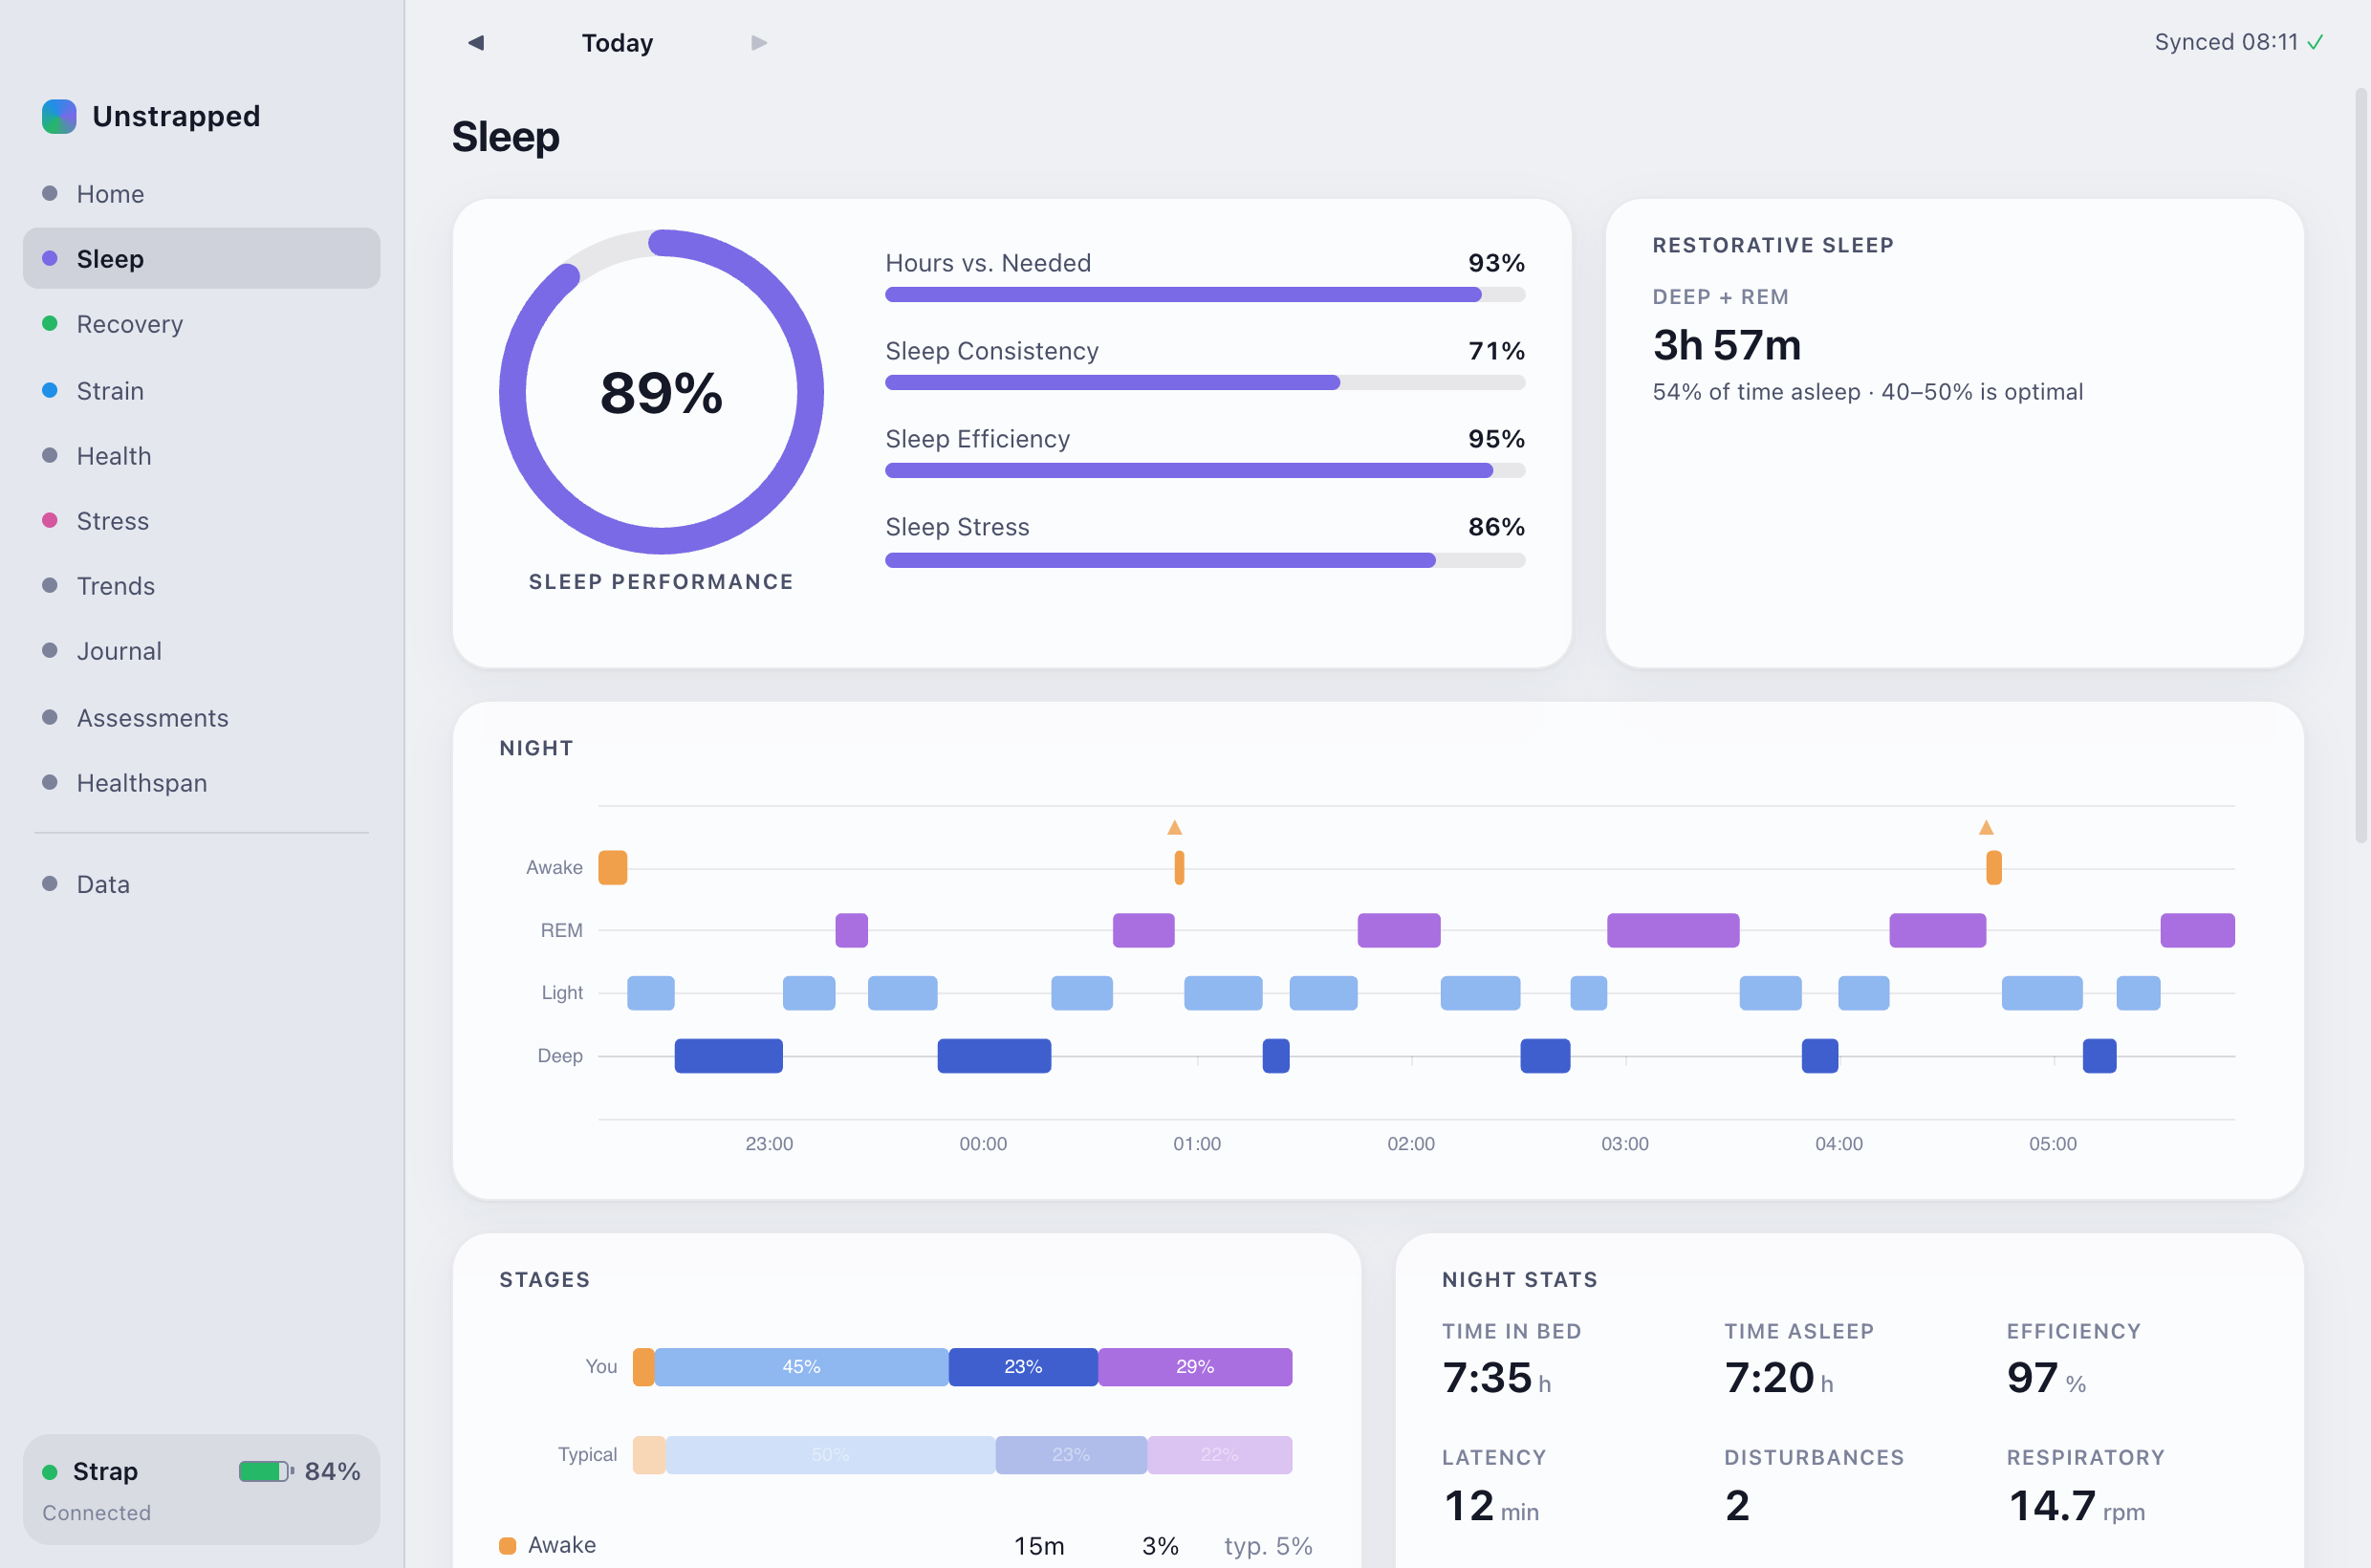 Today
Synced 08:11 ✓
Unstrapped
Home
Sleep
Recovery
Strain
Health
Stress
Trends
Journal
Assessments
Healthspan
Data
Strap 84%
Connected
Sleep
89%
SLEEP PERFORMANCE
Hours vs. Needed 93%
Sleep Consistency 71%
Sleep Efficiency 95%
Sleep Stress 86%
RESTORATIVE SLEEP
DEEP + REM
3h 57m
54% of time asleep · 40–50% is optimal
NIGHT
Awake
REM
Light
Deep
23:00 00:00 01:00 02:00 03:00 04:00 05:00
STAGES
You 45% 23% 29%
Typical 50% 23% 22%
Awake 15m 3% typ. 5%
NIGHT STATS
TIME IN BED TIME ASLEEP EFFICIENCY
7:35 h 7:20 h 97 %
LATENCY DISTURBANCES RESPIRATORY
12 min 2 14.7 rpm